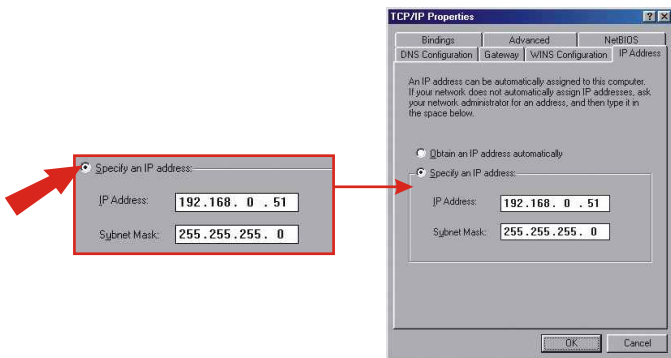 TCP/IP Properties
Bindings Advanced NetBIOS
DNS Configuration Gateway WINS Configuration IP Address
An IP address can be automatically assigned to this computer.
If your network does not automatically assign IP addresses, ask
your network administrator for an address, and then type it in
the space below.
Obtain an IP address automatically
Specify an IP address:
IP Address: 192.168. 0 .51
Subnet Mask: 255.255.255. 0
OK Cancel
Specify an IP address:
IP Address: 192.168. 0 .51
Subnet Mask: 255.255.255. 0